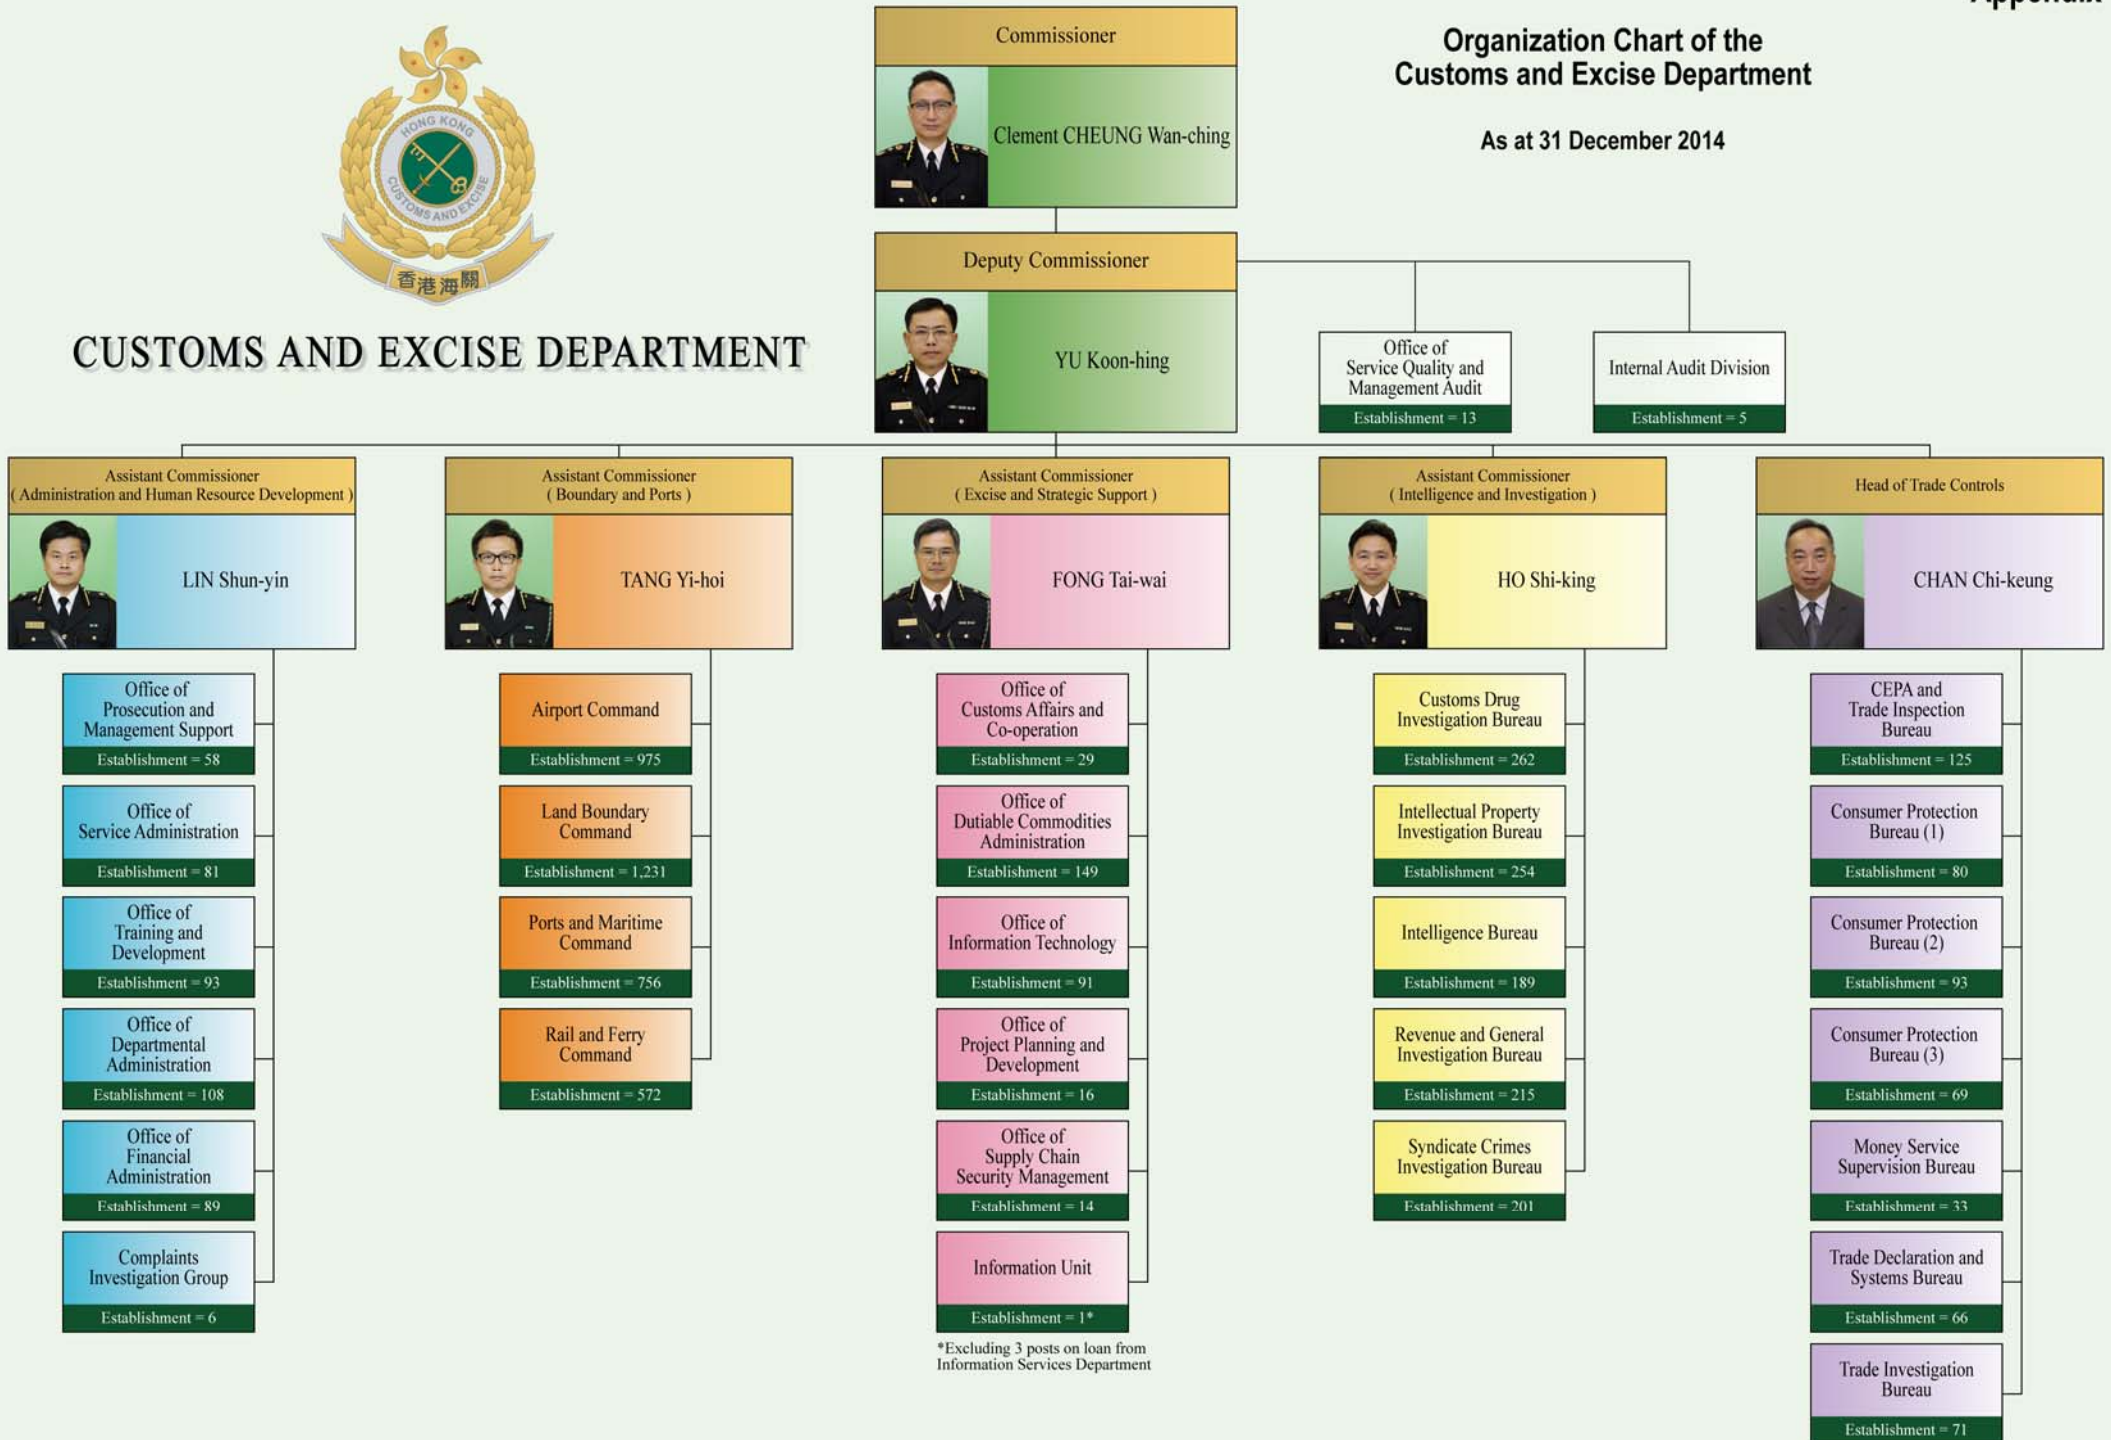 Appendix
Organization Chart of the
Customs and Excise Department
As at 31 December 2014
HONG KONG
CUSTOMS AND EXCISE
香港海關
CUSTOMS AND EXCISE DEPARTMENT
Commissioner
Clement CHEUNG Wan-ching
Deputy Commissioner
YU Koon-hing
Office of
Service Quality and
Management Audit
Establishment = 13
Internal Audit Division
Establishment = 5
Assistant Commissioner
( Administration and Human Resource Development )
LIN Shun-yin
Office of
Prosecution and
Management Support
Establishment = 58
Office of
Service Administration
Establishment = 81
Office of
Training and
Development
Establishment = 93
Office of
Departmental
Administration
Establishment = 108
Office of
Financial
Administration
Establishment = 89
Complaints
Investigation Group
Establishment = 6
Assistant Commissioner
( Boundary and Ports )
TANG Yi-hoi
Airport Command
Establishment = 975
Land Boundary
Command
Establishment = 1,231
Ports and Maritime
Command
Establishment = 756
Rail and Ferry
Command
Establishment = 572
Assistant Commissioner
( Excise and Strategic Support )
FONG Tai-wai
Office of
Customs Affairs and
Co-operation
Establishment = 29
Office of
Dutiable Commodities
Administration
Establishment = 149
Office of
Information Technology
Establishment = 91
Office of
Project Planning and
Development
Establishment = 16
Office of
Supply Chain
Security Management
Establishment = 14
Information Unit
Establishment = 1*
*Excluding 3 posts on loan from
Information Services Department
Assistant Commissioner
( Intelligence and Investigation )
HO Shi-king
Customs Drug
Investigation Bureau
Establishment = 262
Intellectual Property
Investigation Bureau
Establishment = 254
Intelligence Bureau
Establishment = 189
Revenue and General
Investigation Bureau
Establishment = 215
Syndicate Crimes
Investigation Bureau
Establishment = 201
Head of Trade Controls
CHAN Chi-keung
CEPA and
Trade Inspection
Bureau
Establishment = 125
Consumer Protection
Bureau (1)
Establishment = 80
Consumer Protection
Bureau (2)
Establishment = 93
Consumer Protection
Bureau (3)
Establishment = 69
Money Service
Supervision Bureau
Establishment = 33
Trade Declaration and
Systems Bureau
Establishment = 66
Trade Investigation
Bureau
Establishment = 71